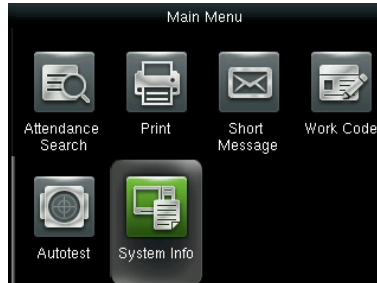 Main Menu
Attendance
Search
Print
Short
Message
Work Code
Autotest
System Info